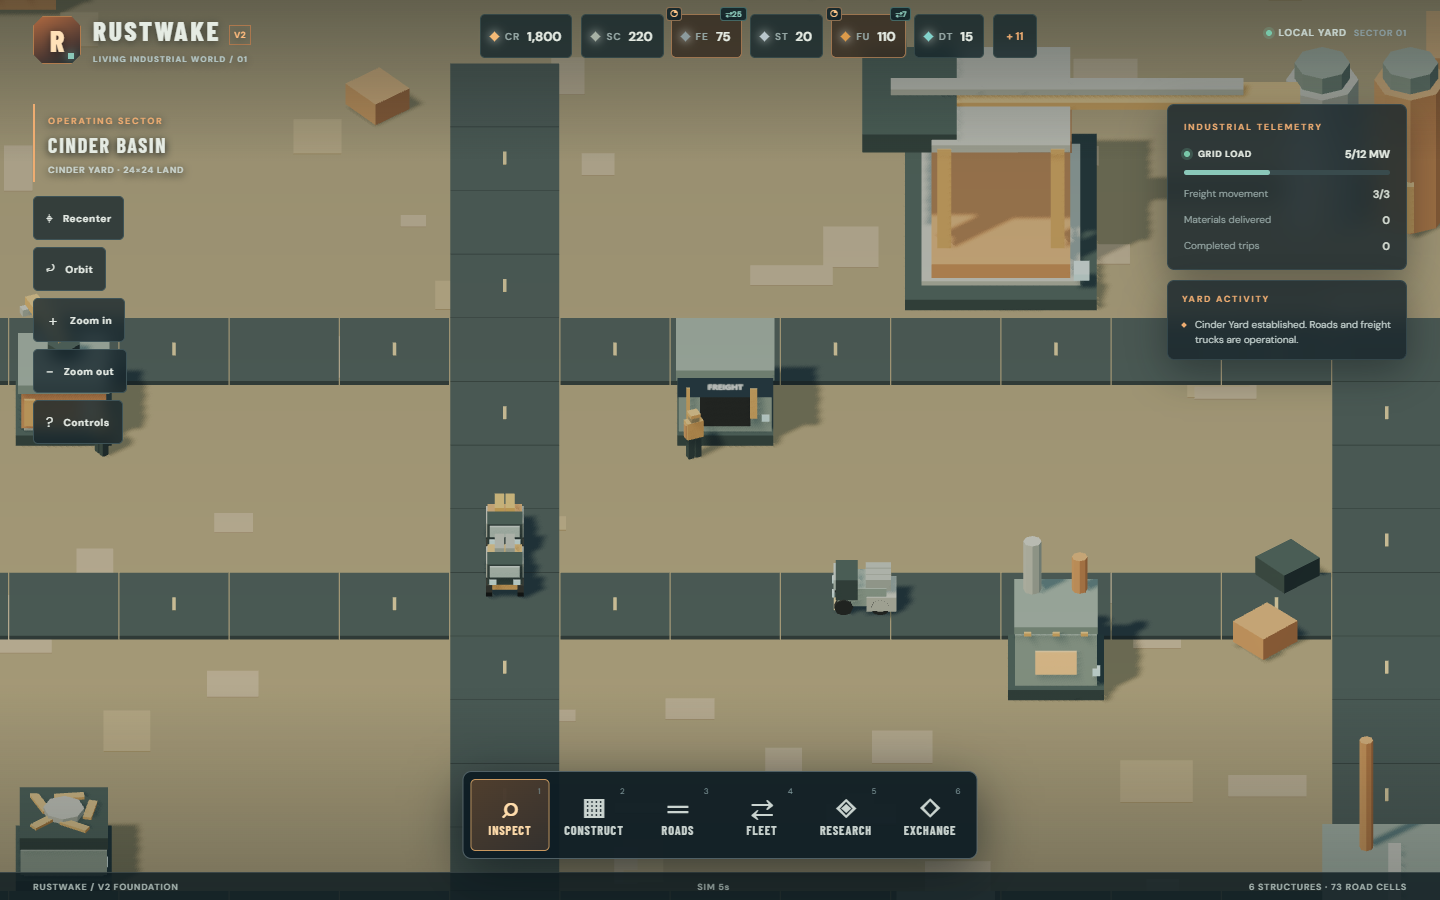 R
RUSTWAKE V2
LIVING INDUSTRIAL WORLD / 01
CR 1,800
SC 220
FE 75
⇄25
ST 20
FU 110
⇄7
DT 15
+ 11
LOCAL YARD SECTOR 01
OPERATING SECTOR
CINDER BASIN
CINDER YARD · 24×24 LAND
Recenter
Orbit
+ Zoom in
− Zoom out
? Controls
INDUSTRIAL TELEMETRY
GRID LOAD 5/12 MW
Freight movement 3/3
Materials delivered 0
Completed trips 0
YARD ACTIVITY
Cinder Yard established. Roads and freight
trucks are operational.
FREIGHT
1 INSPECT
2 CONSTRUCT
3 ROADS
4 FLEET
5 RESEARCH
6 EXCHANGE
RUSTWAKE / V2 FOUNDATION
SIM 5s
6 STRUCTURES · 73 ROAD CELLS